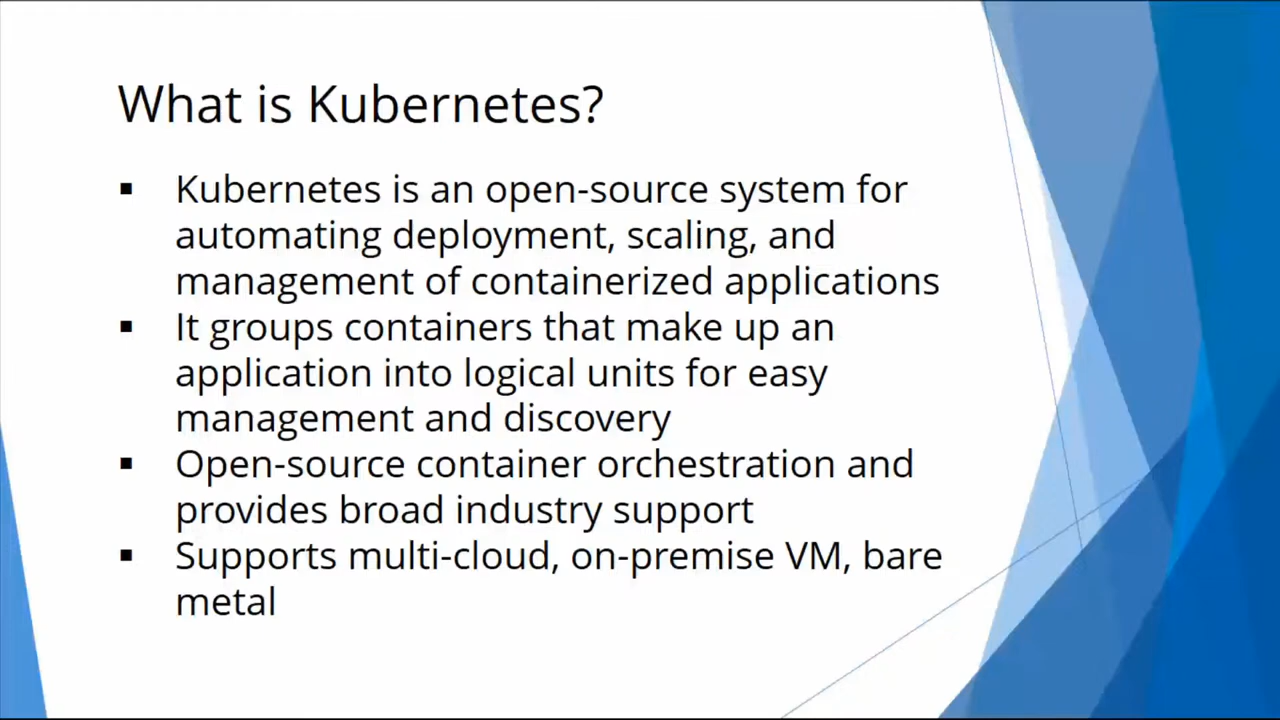 What is Kubernetes?
▪ Kubernetes is an open-source system for
automating deployment, scaling, and
management of containerized applications
▪ It groups containers that make up an
application into logical units for easy
management and discovery
▪ Open-source container orchestration and
provides broad industry support
▪ Supports multi-cloud, on-premise VM, bare
metal